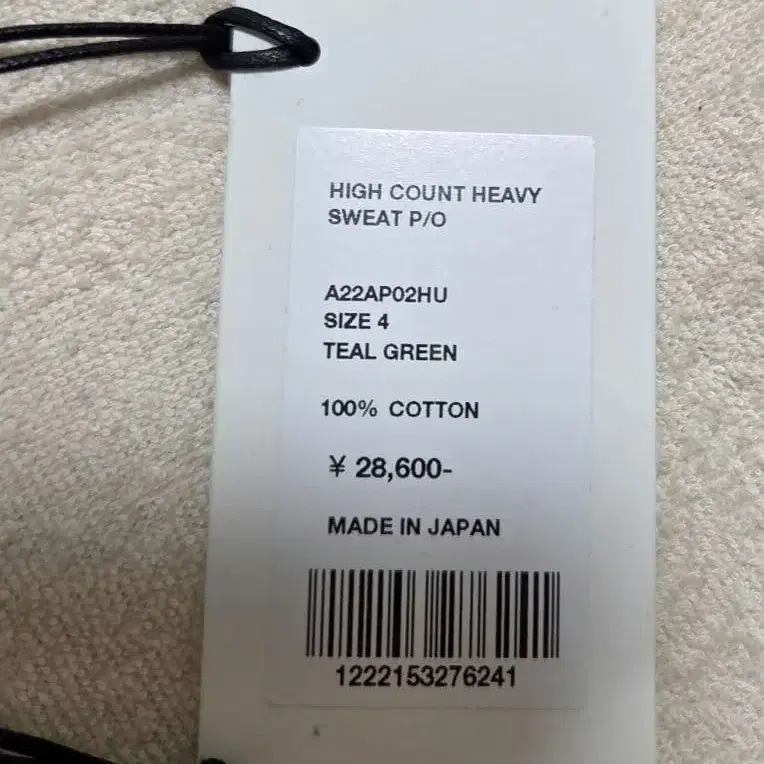 HIGH COUNT HEAVY
SWEAT P/O
A22AP02HU
SIZE 4
TEAL GREEN
100% COTTON
¥ 28,600-
MADE IN JAPAN
1222153276241